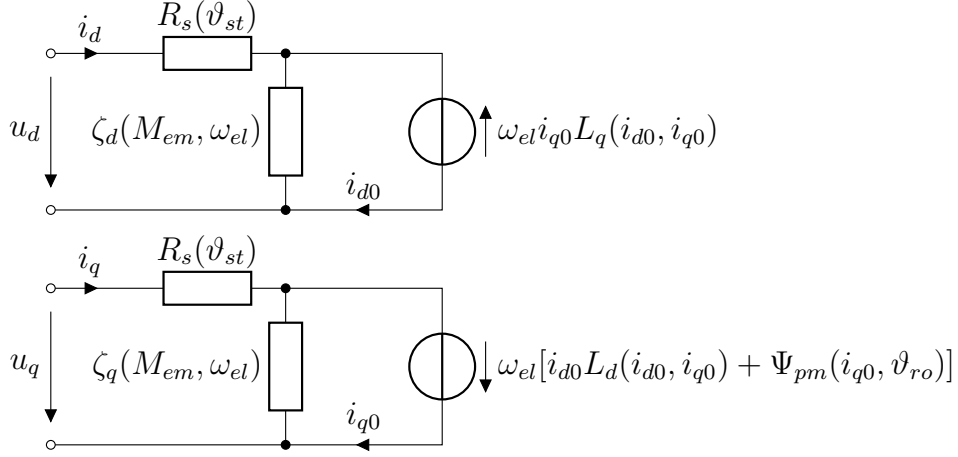 R_s(ϑ_st)
i_d
u_d
ζ_d(M_em, ω_el)
ω_el i_q0 L_q(i_d0, i_q0)
i_d0
R_s(ϑ_st)
i_q
u_q
ζ_q(M_em, ω_el)
ω_el[i_d0 L_d(i_d0, i_q0) + Ψ_pm(i_q0, ϑ_ro)]
i_q0